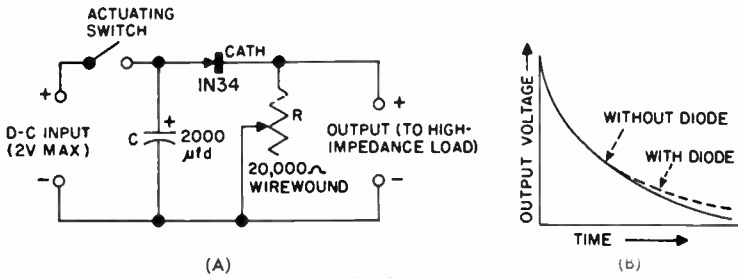 ACTUATING
SWITCH
CATH
1N34
+
+
+
D-C INPUT
(2V MAX)
C
2000
µfd
R
20,000Ω
WIREWOUND
OUTPUT (TO HIGH-
IMPEDANCE LOAD)
-
-
(A)
OUTPUT VOLTAGE
WITHOUT DIODE
WITH DIODE
TIME
(B)